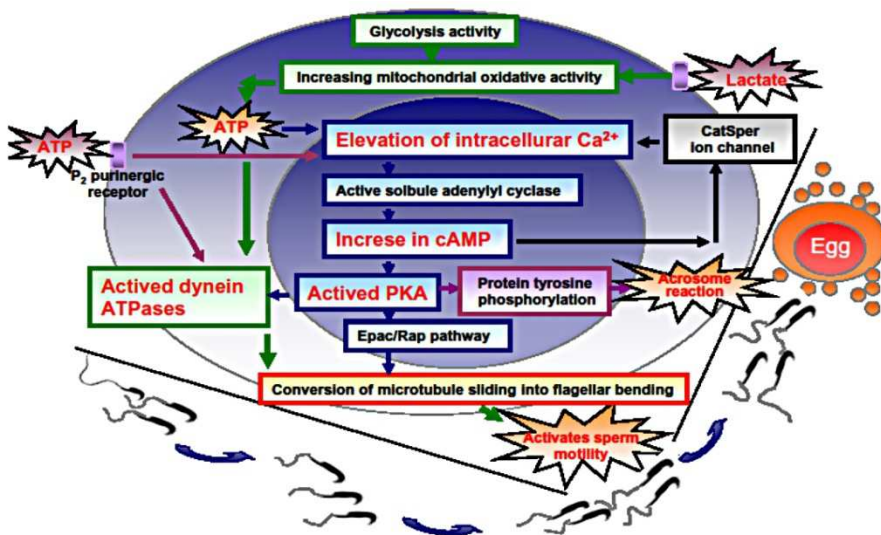 Glycolysis activity
Increasing mitochondrial oxidative activity
Lactate
ATP
ATP
P2 purinergic
receptor
Elevation of intracellurar Ca²⁺
CatSper
ion channel
Active solbule adenylyl cyclase
Increse in cAMP
Egg
Actived dynein
ATPases
Actived PKA
Protein tyrosine
phosphorylation
Acrosome
reaction
Epac/Rap pathway
Conversion of microtubule sliding into flagellar bending
Activates sperm
motility